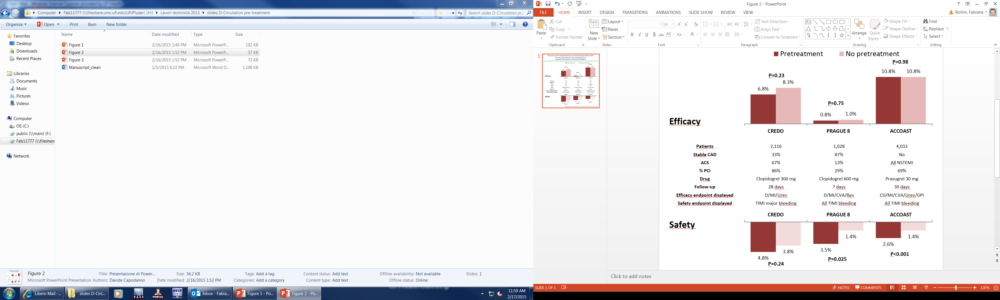 Computer ▸ Fab11777 (\\fileshare.umc.ufl.edu\UFJP\user) (H:) ▸ Lavori dominick 2015 ▸ slides D-Circulation pre-treatment
Search slides D-Circulation pr...
Organize Open Print Burn New folder
Name Date modified Type Size
Favorites
Desktop
Downloads
Recent Places
Libraries
Documents
Music
Pictures
Videos
Computer
OS (C:)
public (\\main) (F:)
Fab11777 (\\fileshare
Network
Figure 1 2/16/2015 1:40 PM Microsoft PowerP... 192 KB
Figure 2 2/16/2015 1:52 PM Microsoft PowerP... 57 KB
Figure 3 2/16/2015 1:52 PM Microsoft PowerP... 72 KB
Manuscript_clean 2/5/2015 6:22 PM Microsoft Word D... 1,198 KB
Figure 2 Title: Presentazione di Power... Size: 56.2 KB Tags: Add a tag Content status: Add text Offline availability: Not available Slides: 1
Microsoft PowerPoint Presentation Authors: Davide Capodanno Date modified: 2/16/2015 1:52 PM Categories: Add a category Content type: Add text Offline status: Online
Libero Mail -... slides D-Circ... PACS PORTAL HELP Inbox - Fabia... Figure 1 - Po... Figure 2 - Po...
11:59 AM
2/17/2015
Figure 2 - PowerPoint
FILE HOME INSERT DESIGN TRANSITIONS ANIMATIONS SLIDE SHOW REVIEW VIEW
Rollini, Fabiana
Paste
Cut
Copy
Format Painter
Clipboard
New Slide
Layout
Reset
Section
Slides
14
B I U S abc AV Aa A
Font
Text Direction
Align Text
Convert to SmartArt
Paragraph
Arrange
Quick Styles
Shape Fill
Shape Outline
Shape Effects
Drawing
Find
Replace
Select
Editing
1
Pretreatment No pretreatment
P=0.98
10.8% 10.8%
P=0.23
8.3%
6.8%
P=0.75
0.8% 1.0%
Efficacy
CREDO PRAGUE 8 ACCOAST
Patients 2,116 1,028 4,033
Stable CAD 33% 87% No
ACS 67% 13% All NSTEMI
% PCI 86% 29% 69%
Drug Clopidogrel 300 mg Clopidogrel 600 mg Prasugrel 30 mg
Follow-up 28 days 7 days 30 days
Efficacy endpoint displayed D/MI/Urev D/MI/CVA/Rev CD/MI/CVA/Urev/GPI
Safety endpoint displayed TIMI major bleeding All TIMI bleeding All TIMI bleeding
CREDO PRAGUE 8 ACCOAST
Safety
1.4% 1.4%
2.6%
3.8% 3.5%
4.8%
P=0.24 P=0.025 P<0.001
Click to add notes
SLIDE 1 OF 1 NOTES COMMENTS 120%